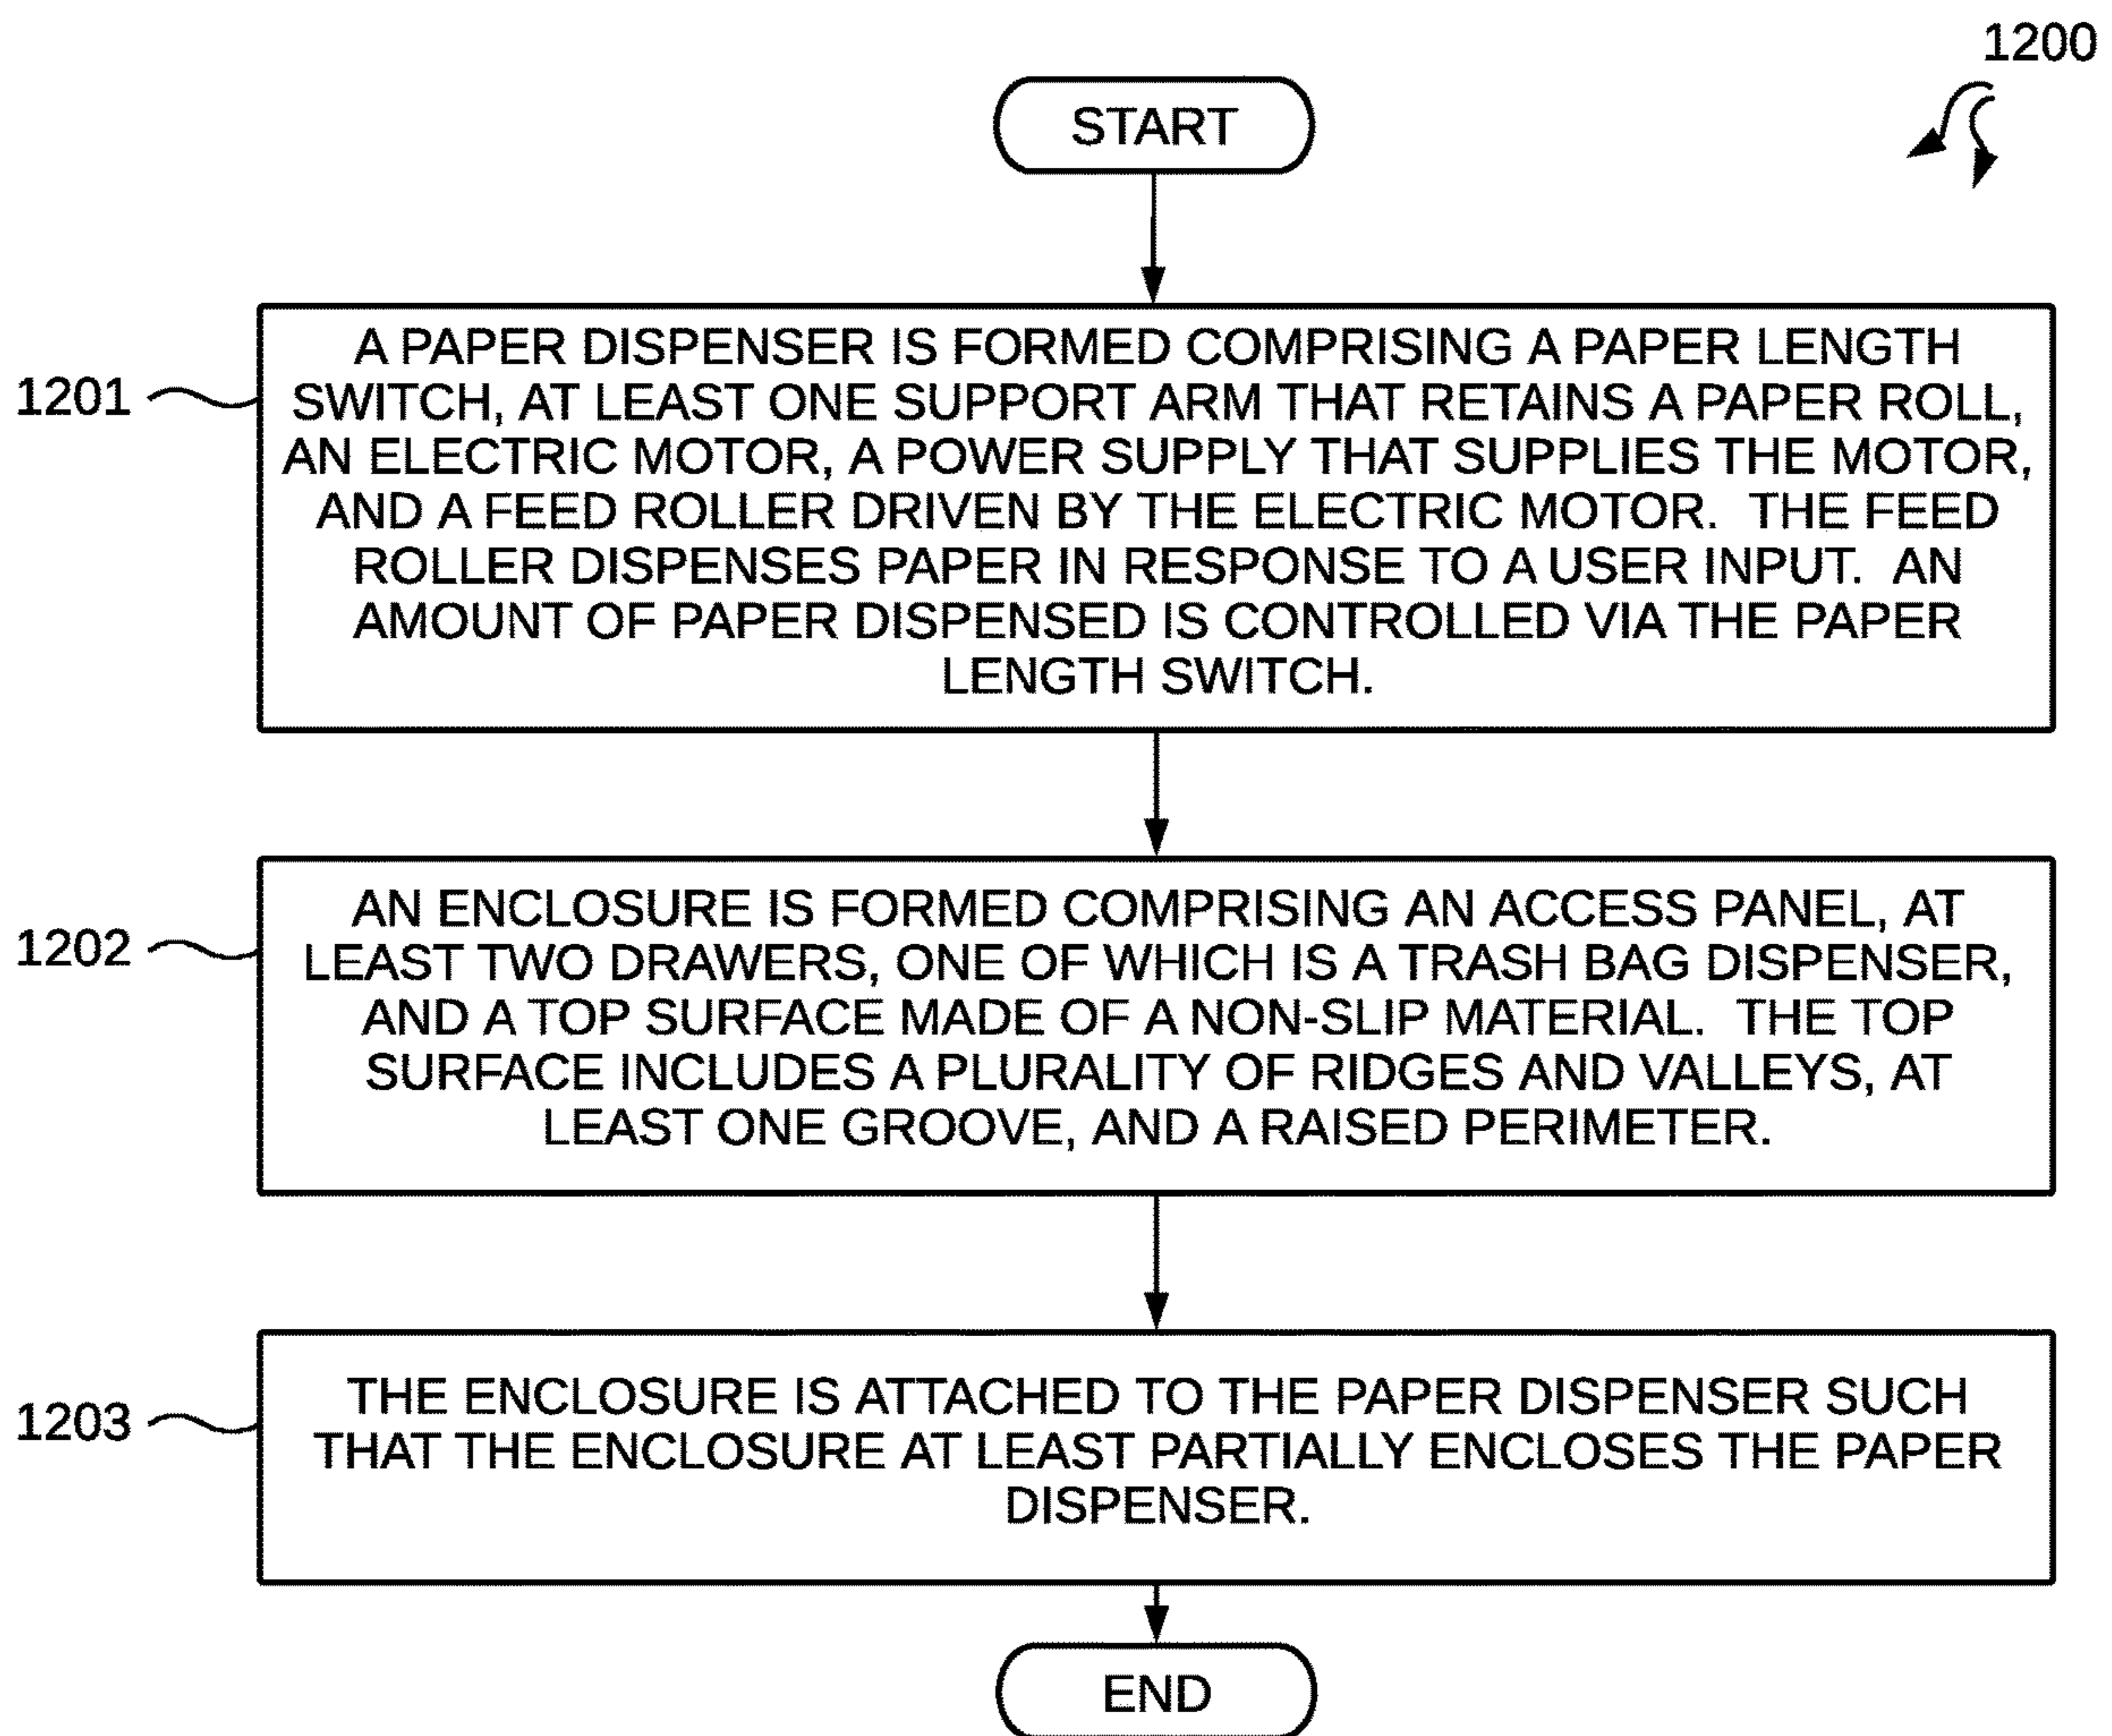 1200
START
1201
A PAPER DISPENSER IS FORMED COMPRISING A PAPER LENGTH
SWITCH, AT LEAST ONE SUPPORT ARM THAT RETAINS A PAPER ROLL,
AN ELECTRIC MOTOR, A POWER SUPPLY THAT SUPPLIES THE MOTOR,
AND A FEED ROLLER DRIVEN BY THE ELECTRIC MOTOR.  THE FEED
ROLLER DISPENSES PAPER IN RESPONSE TO A USER INPUT.  AN
AMOUNT OF PAPER DISPENSED IS CONTROLLED VIA THE PAPER
LENGTH SWITCH.
1202
AN ENCLOSURE IS FORMED COMPRISING AN ACCESS PANEL, AT
LEAST TWO DRAWERS, ONE OF WHICH IS A TRASH BAG DISPENSER,
AND A TOP SURFACE MADE OF A NON-SLIP MATERIAL.  THE TOP
SURFACE INCLUDES A PLURALITY OF RIDGES AND VALLEYS, AT
LEAST ONE GROOVE, AND A RAISED PERIMETER.
1203
THE ENCLOSURE IS ATTACHED TO THE PAPER DISPENSER SUCH
THAT THE ENCLOSURE AT LEAST PARTIALLY ENCLOSES THE PAPER
DISPENSER.
END